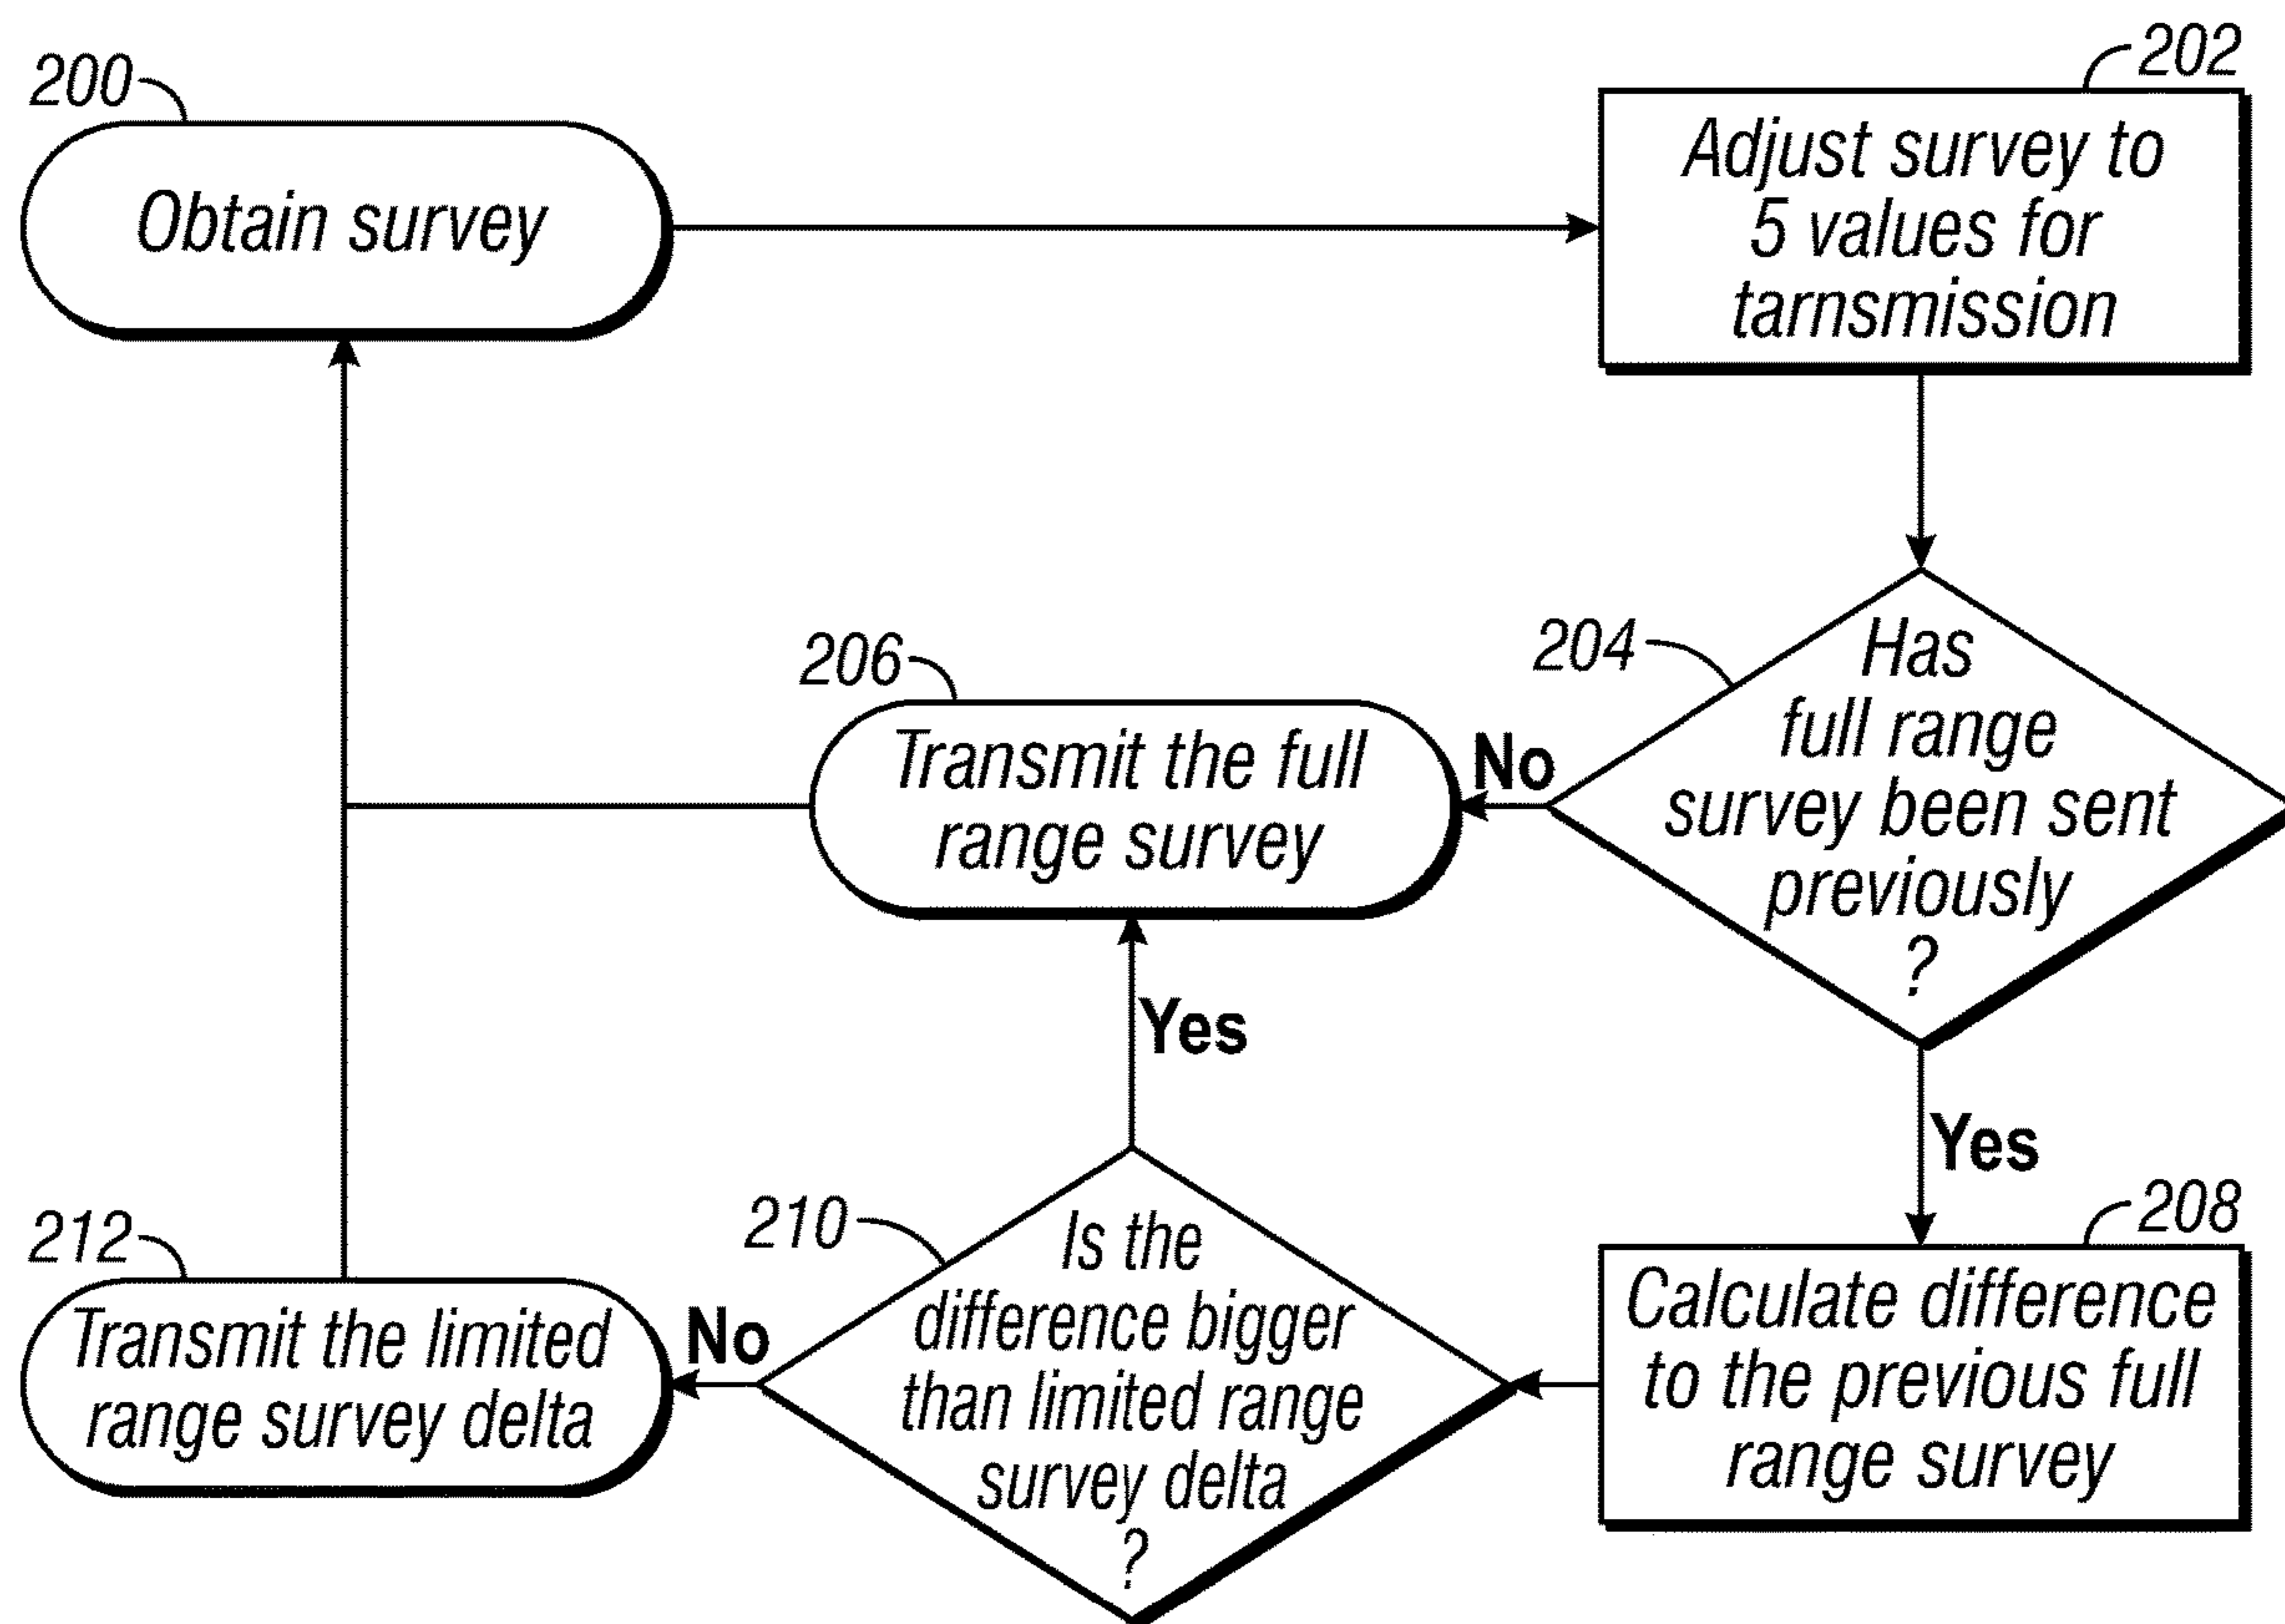 200
Obtain survey
202
Adjust survey to
5 values for
tarnsmission
204
Has
full range
survey been sent
previously
?
No
206
Transmit the full
range survey
Yes
Yes
208
Calculate difference
to the previous full
range survey
210
Is the
difference bigger
than limited range
survey delta
?
No
212
Transmit the limited
range survey delta